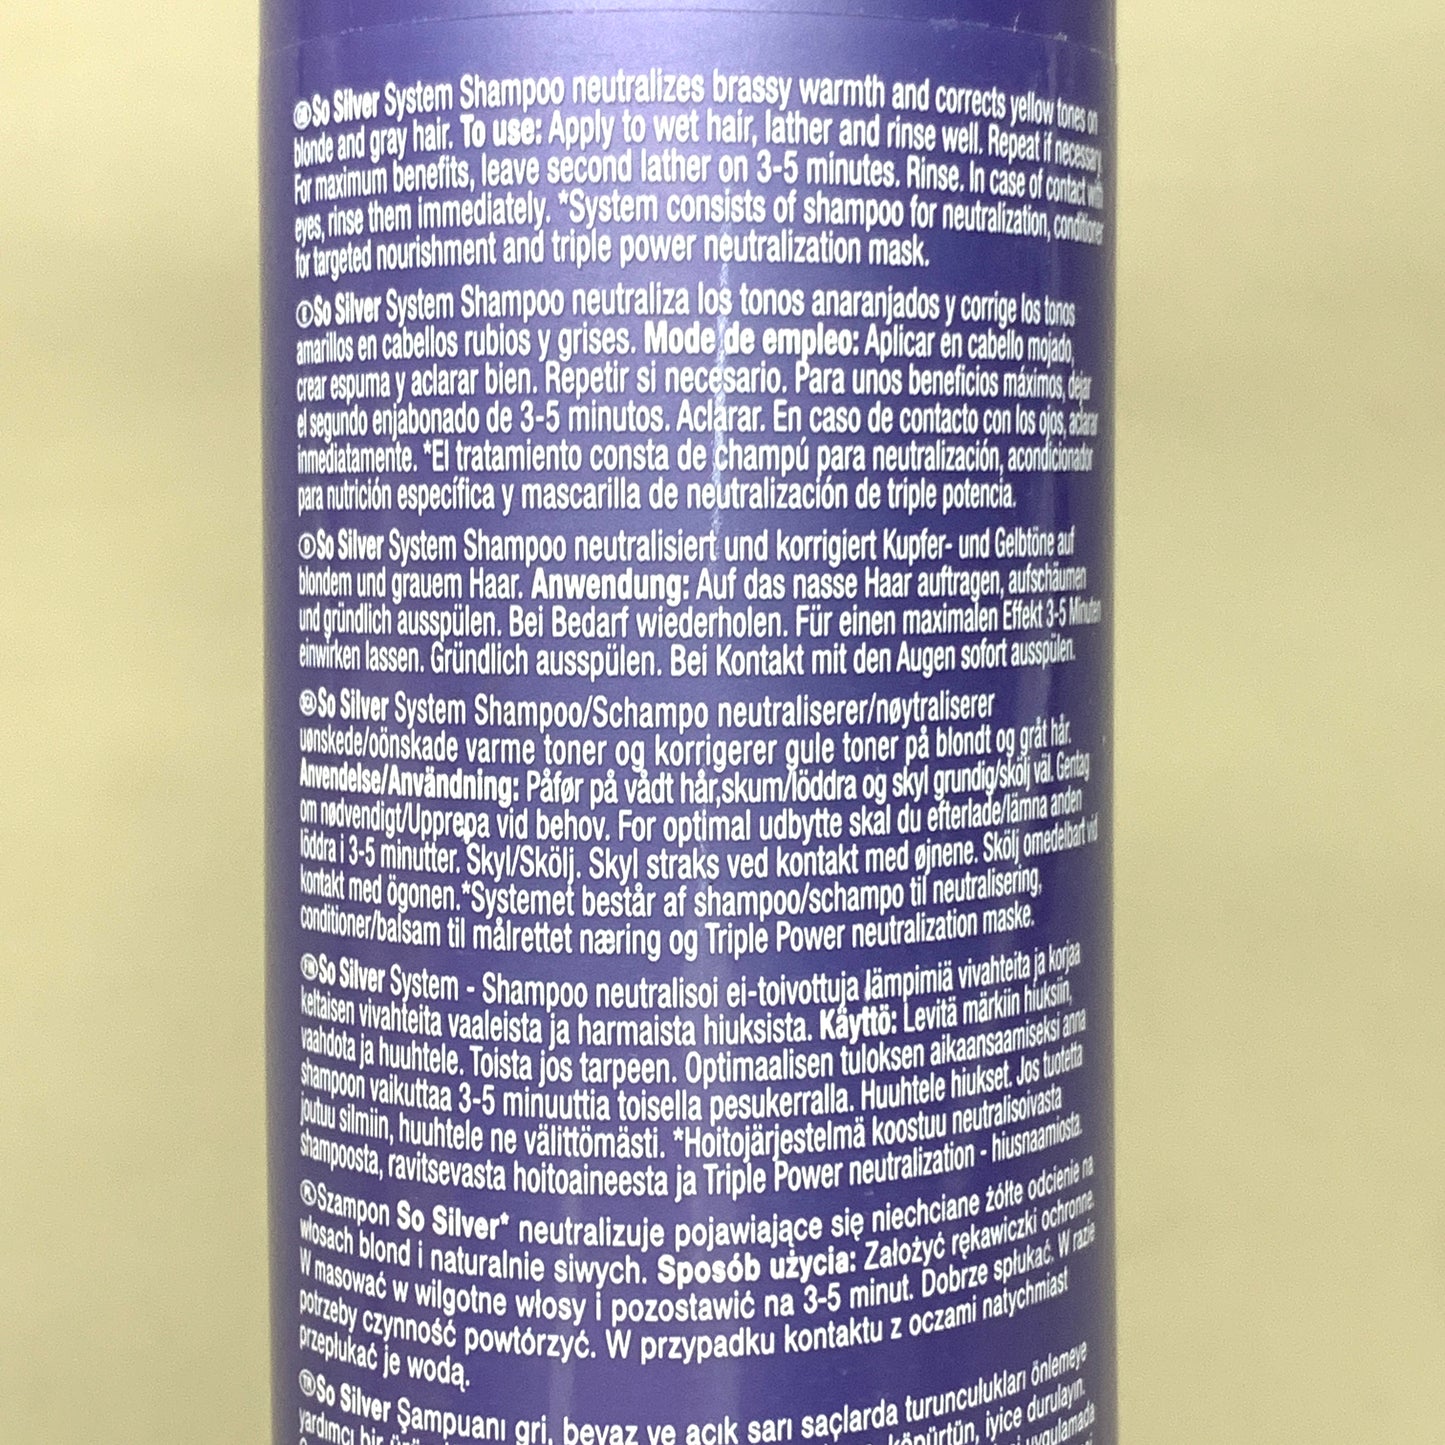 GB So Silver System Shampoo neutralizes brassy warmth and corrects yellow tones on
blonde and gray hair. To use: Apply to wet hair, lather and rinse well. Repeat if necessary.
For maximum benefits, leave second lather on 3-5 minutes. Rinse. In case of contact with
eyes, rinse them immediately. *System consists of shampoo for neutralization, conditioner
for targeted nourishment and triple power neutralization mask.
E So Silver System Shampoo neutraliza los tonos anaranjados y corrige los tonos
amarillos en cabellos rubios y grises. Mode de empleo: Aplicar en cabello mojado,
crear espuma y aclarar bien. Repetir si necesario. Para unos beneficios máximos, dejar
el segundo enjabonado de 3-5 minutos. Aclarar. En caso de contacto con los ojos, aclarar
inmediatamente. *El tratamiento consta de champú para neutralización, acondicionador
para nutrición específica y mascarilla de neutralización de triple potencia.
D So Silver System Shampoo neutralisiert und korrigiert Kupfer- und Gelbtöne auf
blondem und grauem Haar. Anwendung: Auf das nasse Haar auftragen, aufschäumen
und gründlich ausspülen. Bei Bedarf wiederholen. Für einen maximalen Effekt 3-5 Minuten
einwirken lassen. Gründlich ausspülen. Bei Kontakt mit den Augen sofort ausspülen.
So Silver System Shampoo/Schampo neutraliserer/nøytraliserer
uønskede/oönskade varme toner og korrigerer gule toner på blondt og gråt hår.
Anvendelse/Användning: Påfør på vådt hår,skum/löddra og skyl grundig/skölj väl. Gentag
om nødvendigt/Upprepa vid behov. For optimal udbytte skal du efterlade/lämna anden
löddra i 3-5 minutter. Skyl/Skölj. Skyl straks ved kontakt med øjnene. Skölj omedelbart vid
kontakt med ögonen.*Systemet består af shampoo/schampo til neutralisering,
conditioner/balsam til målrettet næring og Triple Power neutralization maske.
FIN So Silver System - Shampoo neutralisoi ei-toivottuja lämpimiä vivahteita ja korjaa
keltaisen vivahteita vaaleista ja harmaista hiuksista. Käyttö: Levitä märkiin hiuksiin,
vaahdota ja huuhtele. Toista jos tarpeen. Optimaalisen tuloksen aikaansaamiseksi anna
shampoon vaikuttaa 3-5 minuuttia toisella pesukerralla. Huuhtele hiukset. Jos tuotetta
joutuu silmiin, huuhtele ne välittömästi. *Hoitojärjestelmä koostuu neutralisoivasta
shampoosta, ravitsevasta hoitoaineesta ja Triple Power neutralization - hiusnaamiosta.
PL Szampon So Silver* neutralizuje pojawiające się niechciane żółte odcienie na
włosach blond i naturalnie siwych. Sposób użycia: Założyć rękawiczki ochronne.
W masować w wilgotne włosy i pozostawić na 3-5 minut. Dobrze spłukać. W razie
potrzeby czynność powtórzyć. W przypadku kontaktu z oczami natychmiast
przepłukać je wodą.
TR So Silver Şampuanı gri, beyaz ve açık sarı saçlarda turunculukları önlemeye
yardımcı bir köpürtün, iyice durulayın.
uygulamada